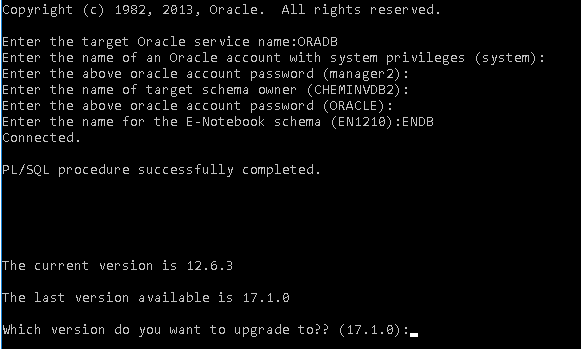 Copyright (c) 1982, 2013, Oracle.  All rights reserved.
Enter the target Oracle service name:ORADB
Enter the name of an Oracle account with system privileges (system):
Enter the above oracle account password (manager2):
Enter the name of target schema owner (CHEMINVDB2):
Enter the above oracle account password (ORACLE):
Enter the name for the E-Notebook schema (EN1210):ENDB
Connected.
PL/SQL procedure successfully completed.
The current version is 12.6.3
The last version available is 17.1.0
Which version do you want to upgrade to?? (17.1.0):